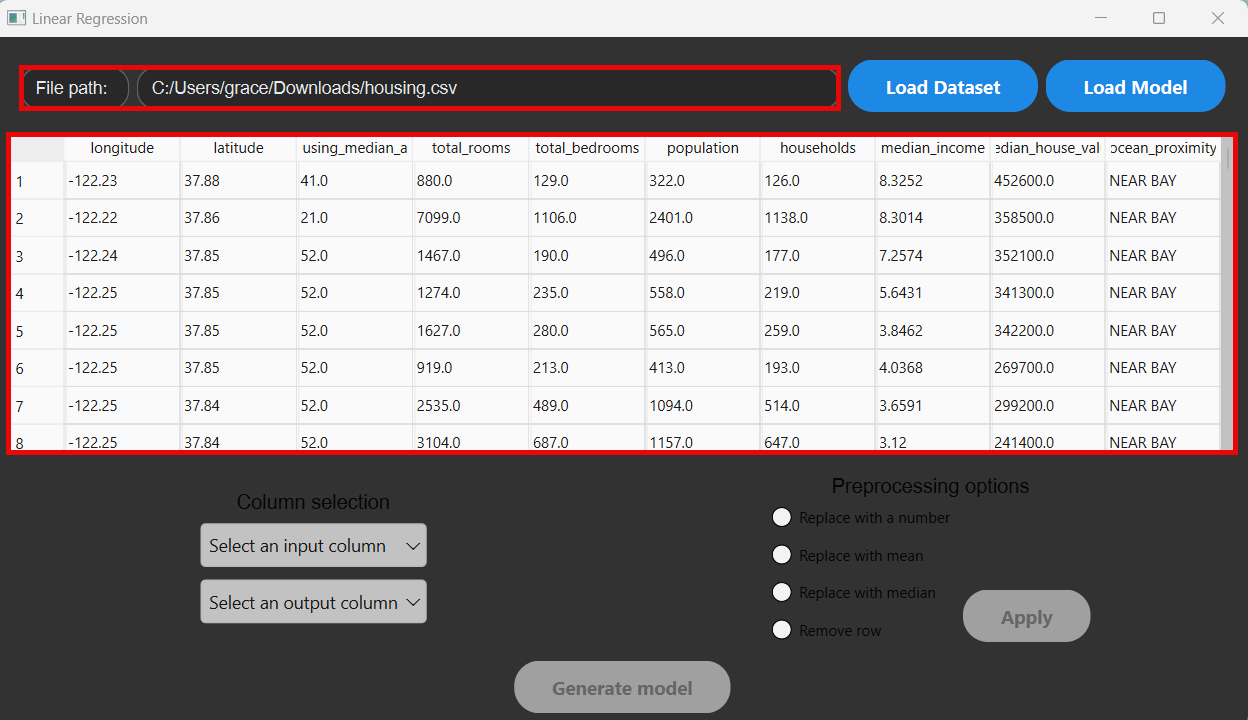 Linear Regression
File path: C:/Users/grace/Downloads/housing.csv Load Dataset Load Model
longitude latitude using_median_a total_rooms total_bedrooms population households median_income edian_house_val ocean_proximity
1 -122.23 37.88 41.0 880.0 129.0 322.0 126.0 8.3252 452600.0 NEAR BAY
2 -122.22 37.86 21.0 7099.0 1106.0 2401.0 1138.0 8.3014 358500.0 NEAR BAY
3 -122.24 37.85 52.0 1467.0 190.0 496.0 177.0 7.2574 352100.0 NEAR BAY
4 -122.25 37.85 52.0 1274.0 235.0 558.0 219.0 5.6431 341300.0 NEAR BAY
5 -122.25 37.85 52.0 1627.0 280.0 565.0 259.0 3.8462 342200.0 NEAR BAY
6 -122.25 37.85 52.0 919.0 213.0 413.0 193.0 4.0368 269700.0 NEAR BAY
7 -122.25 37.84 52.0 2535.0 489.0 1094.0 514.0 3.6591 299200.0 NEAR BAY
8 -122.25 37.84 52.0 3104.0 687.0 1157.0 647.0 3.12 241400.0 NEAR BAY
Column selection
Select an input column
Select an output column
Preprocessing options
Replace with a number
Replace with mean
Replace with median
Remove row
Apply
Generate model